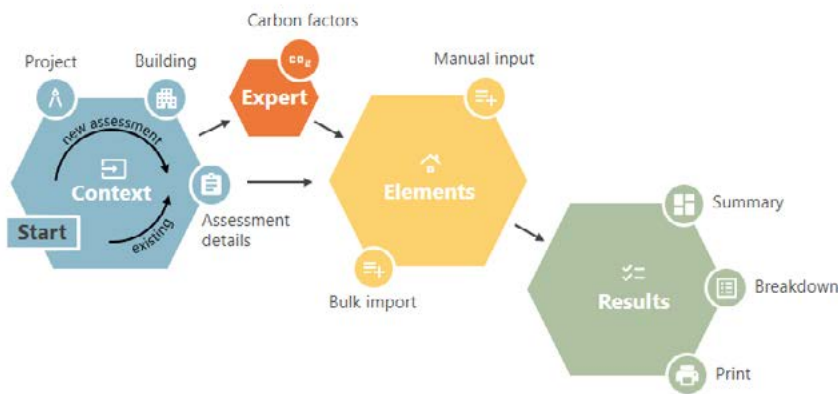 Carbon factors
Project
Building
CO2
Expert
Manual input
new assessment
Context
Elements
Start
existing
Assessment
details
Summary
Bulk import
Results
Breakdown
Print